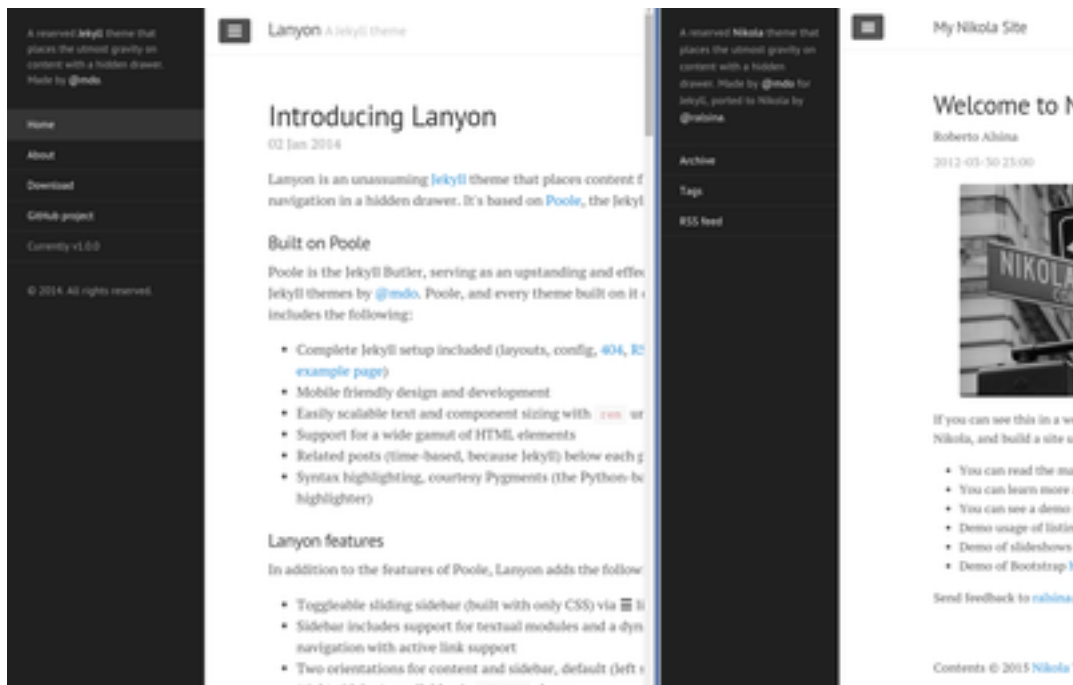 A reserved Jekyll theme that
places the utmost gravity on
content with a hidden drawer.
Made by @mdo.
Home
About
Download
GitHub project
Currently v1.0.0
© 2014. All rights reserved.
Lanyon A Jekyll theme
Introducing Lanyon
02 Jan 2014
Lanyon is an unassuming Jekyll theme that places content f
navigation in a hidden drawer. It's based on Poole, the Jekyl
Built on Poole
Poole is the Jekyll Butler, serving as an upstanding and effec
Jekyll themes by @mdo. Poole, and every theme built on it
includes the following:
• Complete Jekyll setup included (layouts, config, 404, RS
example page)
• Mobile friendly design and development
• Easily scalable text and component sizing with rem un
• Support for a wide gamut of HTML elements
• Related posts (time-based, because Jekyll) below each p
• Syntax highlighting, courtesy Pygments (the Python-ba
highlighter)
Lanyon features
In addition to the features of Poole, Lanyon adds the follow
• Toggleable sliding sidebar (built with only CSS) via ☰ li
• Sidebar includes support for textual modules and a dyn
navigation with active link support
• Two orientations for content and sidebar, default (left s
A reserved Nikola theme that
places the utmost gravity on
content with a hidden
drawer. Made by @mdo for
Jekyll, ported to Nikola by
@ralsina.
Archive
Tags
RSS feed
My Nikola Site
Welcome to N
Roberto Alsina
2012-03-30 23:00
NIKOLA
If you can see this in a we
Nikola, and build a site u
• You can read the ma
• You can learn more
• You can see a demo
• Demo usage of listin
• Demo of slideshows
• Demo of Bootstrap
Send feedback to ralsina
Contents © 2015 Nikola